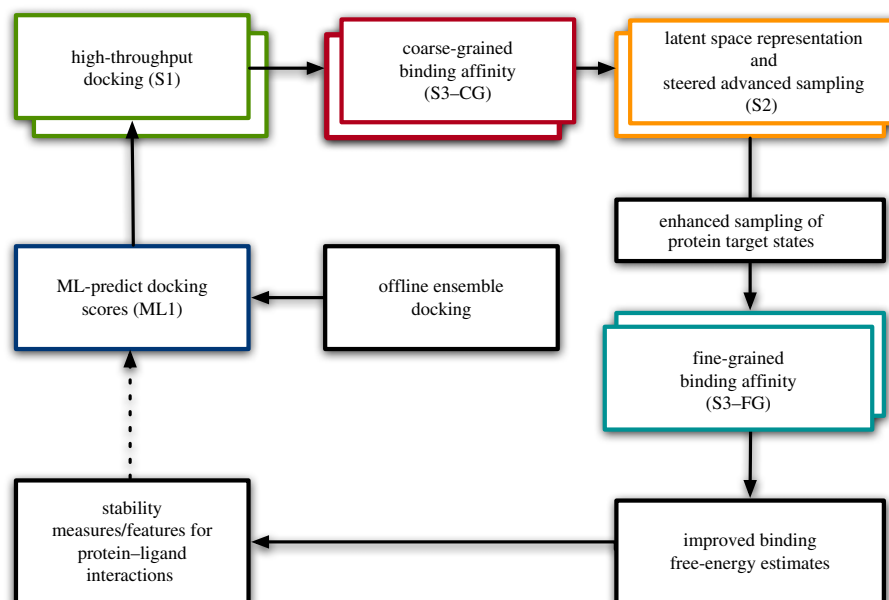 high-throughput
docking (S1)
coarse-grained
binding affinity
(S3–CG)
latent space representation
and
steered advanced sampling
(S2)
enhanced sampling of
protein target states
ML-predict docking
scores (ML1)
offline ensemble
docking
fine-grained
binding affinity
(S3–FG)
stability
measures/features for
protein–ligand
interactions
improved binding
free-energy estimates